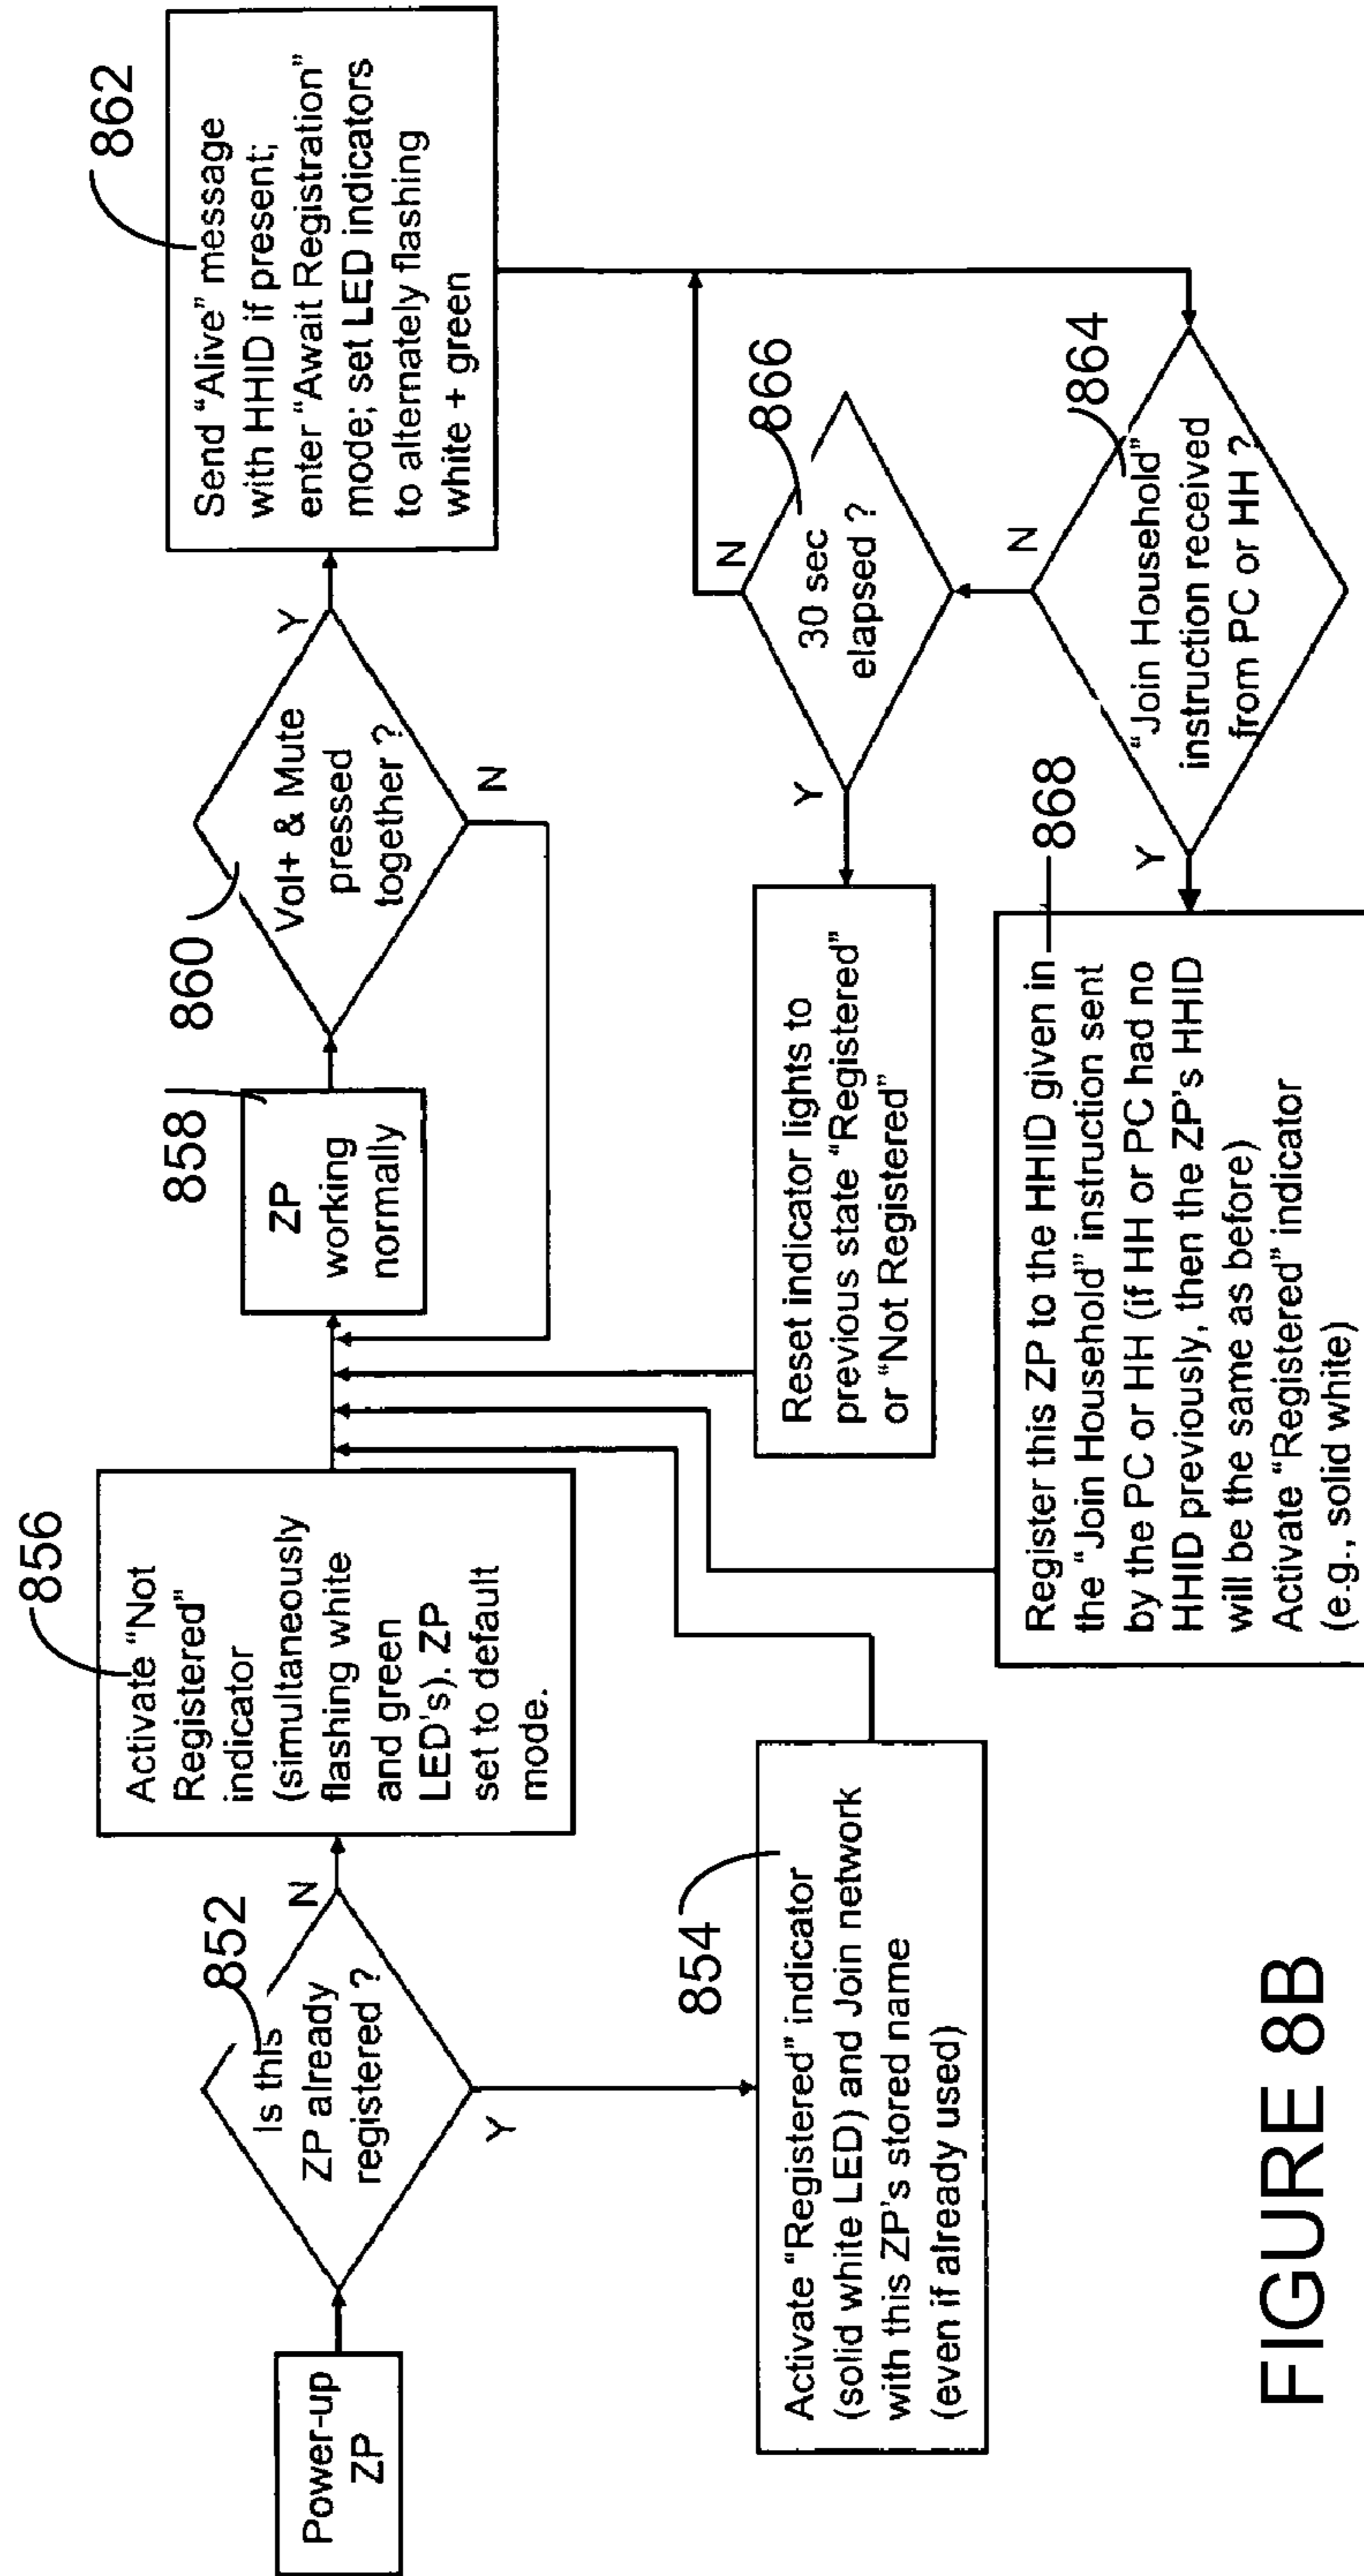 Power-up
ZP
852
Is this
ZP already
registered ?
N
Y
856
Activate “Not
Registered”
indicator
(simultaneously
flashing white
and green
LED's). ZP
set to default
mode.
854
Activate “Registered” indicator
(solid white LED) and Join network
with this ZP's stored name
(even if already used)
858
ZP
working
normally
860
Vol+ & Mute
pressed
together ?
Y
N
862
Send “Alive” message
with HHID if present;
enter “Await Registration”
mode; set LED indicators
to alternately flashing
white + green
866
30 sec
elapsed ?
N
Y
Reset indicator lights to
previous state “Registered”
or “Not Registered”
864
“Join Household”
instruction received
from PC or HH ?
N
Y
868
Register this ZP to the HHID given in
the “Join Household” instruction sent
by the PC or HH (if HH or PC had no
HHID previously, then the ZP's HHID
will be the same as before)
Activate “Registered” indicator
(e.g., solid white)
FIGURE 8B